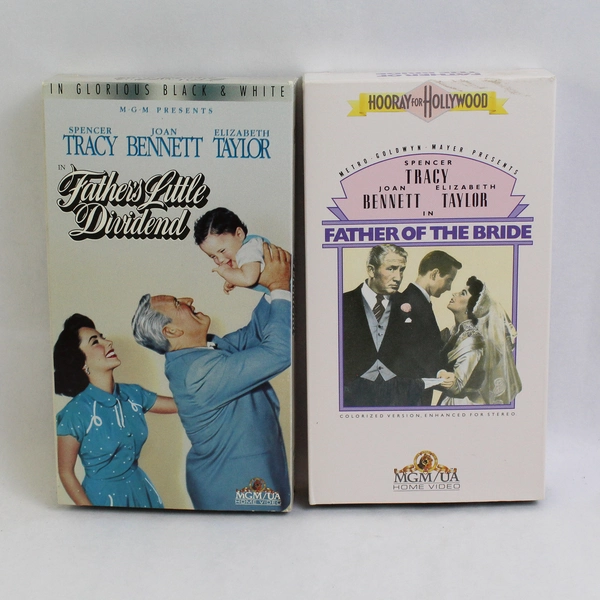 IN GLORIOUS BLACK & WHITE
M-G-M PRESENTS
SPENCER JOAN ELIZABETH
TRACY BENNETT TAYLOR
IN
Father's Little
Dividend
MGM/UA
HOME VIDEO
HOORAY FOR HOLLYWOOD
METRO GOLDWYN MAYER PRESENTS
SPENCER
TRACY
JOAN ELIZABETH
BENNETT TAYLOR
IN
FATHER OF THE BRIDE
COLORIZED VERSION, ENHANCED FOR STEREO
MGM/UA
HOME VIDEO